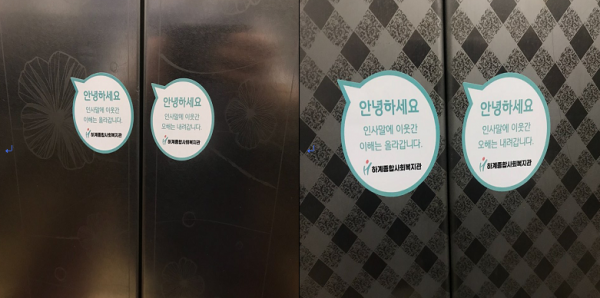 안녕하세요
인사말에 이웃간
이해는 올라갑니다.
하계종합사회복지관
안녕하세요
인사말에 이웃간
오해는 내려갑니다.
하계종합사회복지관
안녕하세요
인사말에 이웃간
이해는 올라갑니다.
하계종합사회복지관
안녕하세요
인사말에 이웃간
오해는 내려갑니다.
하계종합사회복지관